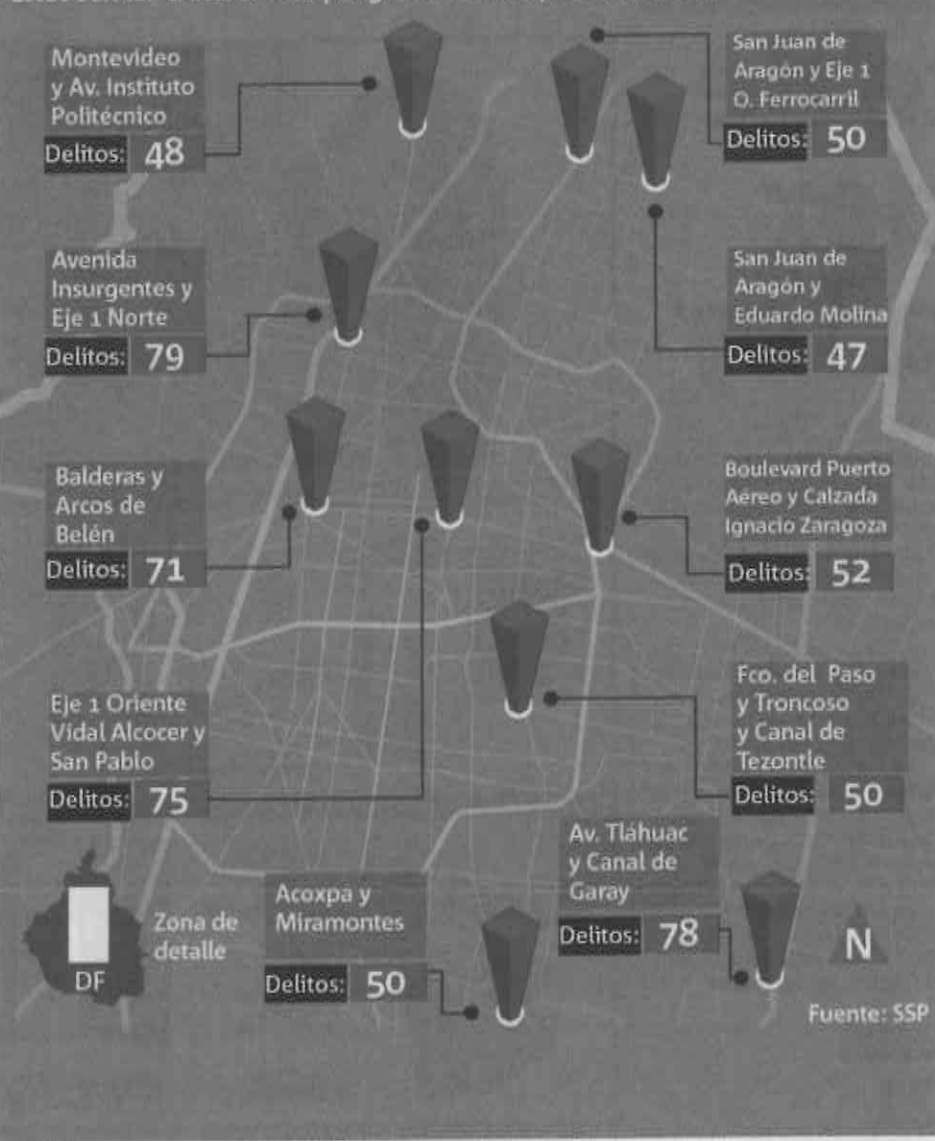 Montevideo
y Av. Instituto
Politécnico
Delitos: 48
San Juan de
Aragón y Eje 1
O. Ferrocarril
Delitos: 50
Avenida
Insurgentes y
Eje 1 Norte
Delitos: 79
San Juan de
Aragón y
Eduardo Molina
Delitos: 47
Balderas y
Arcos de
Belén
Delitos: 71
Boulevard Puerto
Aéreo y Calzada
Ignacio Zaragoza
Delitos: 52
Eje 1 Oriente
Vidal Alcocer y
San Pablo
Delitos: 75
Fco. del Paso
y Troncoso
y Canal de
Tezontle
Delitos: 50
Av. Tláhuac
y Canal de
Garay
Delitos: 78
Acoxpa y
Miramontes
Delitos: 50
Zona de
detalle
DF
N
Fuente: SSP